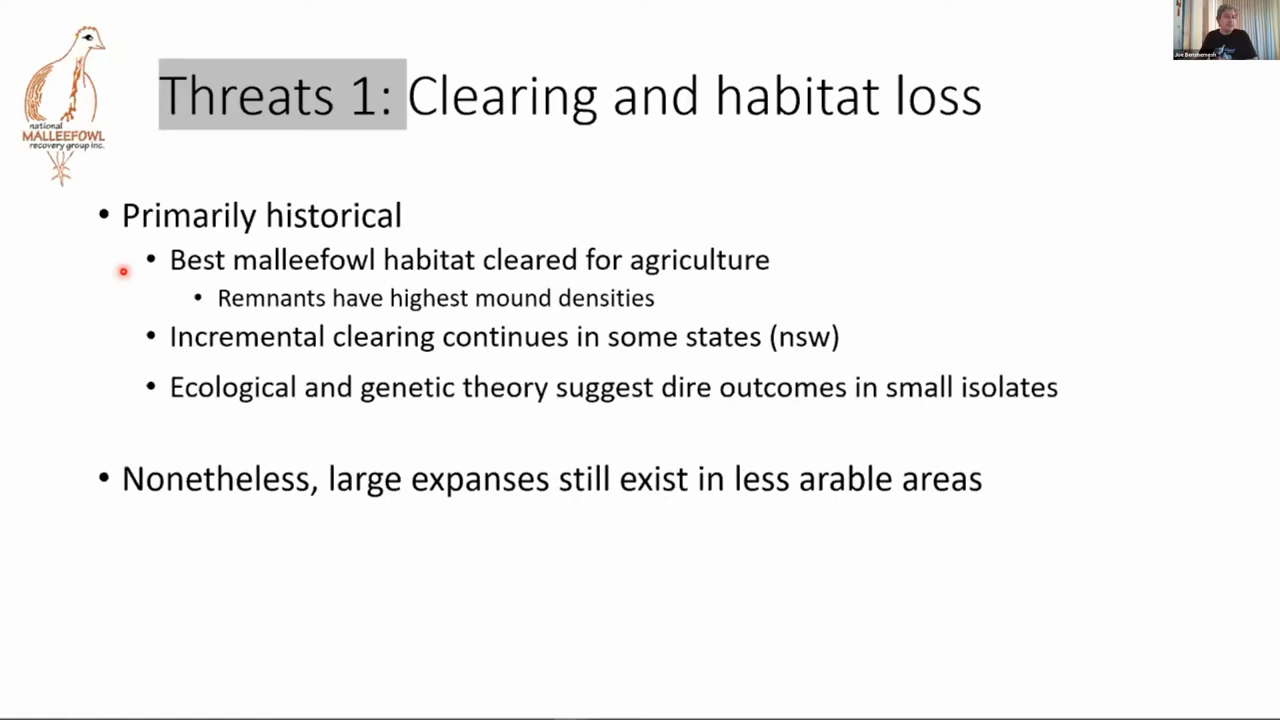 Threats 1: Clearing and habitat loss
national
MALLEEFOWL
recovery group inc.
Joe Benshemesh
• Primarily historical
• Best malleefowl habitat cleared for agriculture
• Remnants have highest mound densities
• Incremental clearing continues in some states (nsw)
• Ecological and genetic theory suggest dire outcomes in small isolates
• Nonetheless, large expanses still exist in less arable areas